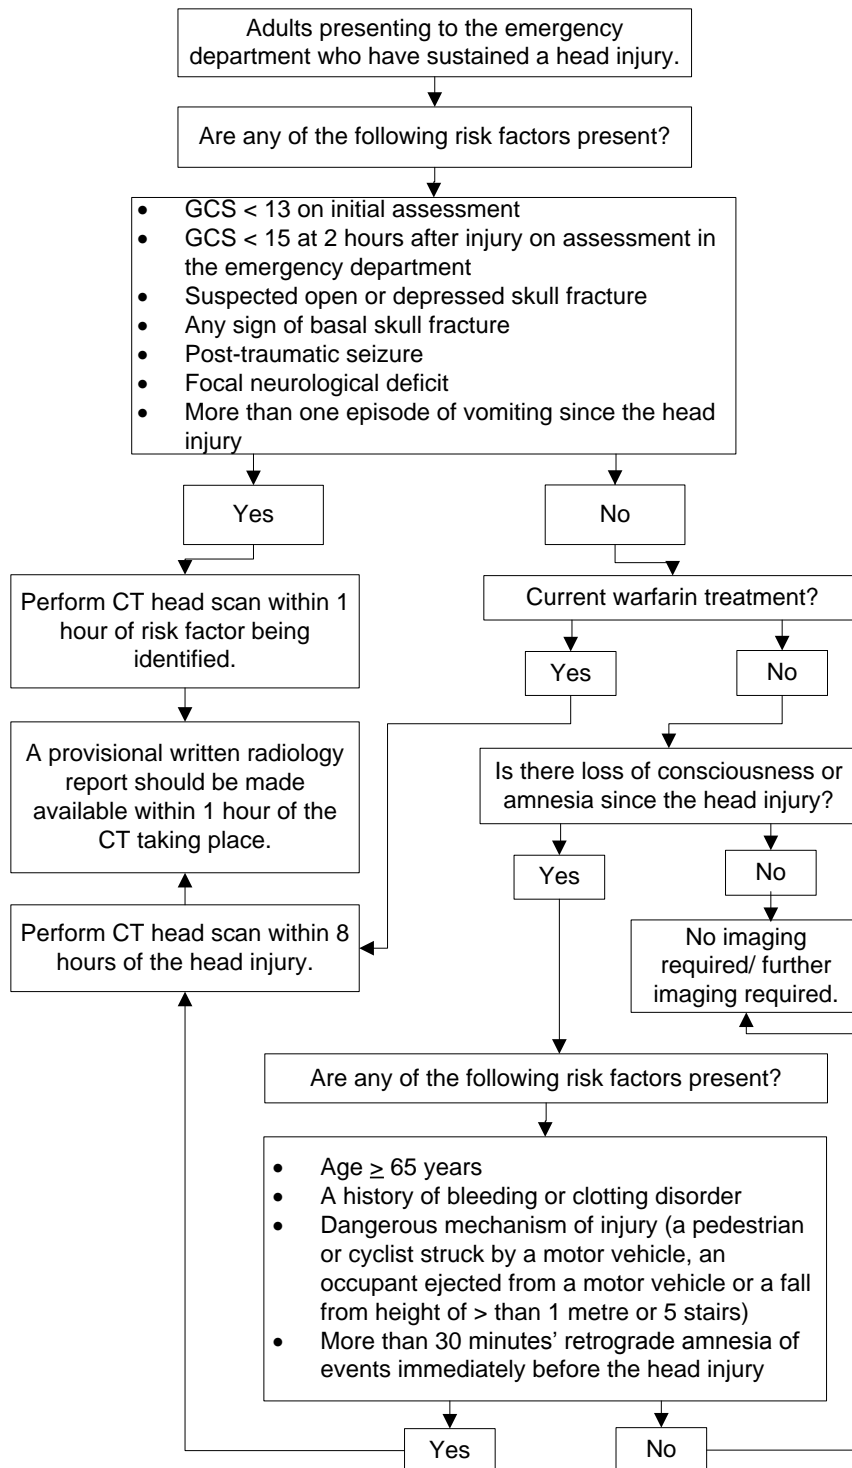 Adults presenting to the emergency
department who have sustained a head injury.
Are any of the following risk factors present?
• GCS < 13 on initial assessment
• GCS < 15 at 2 hours after injury on assessment in
the emergency department
• Suspected open or depressed skull fracture
• Any sign of basal skull fracture
• Post-traumatic seizure
• Focal neurological deficit
• More than one episode of vomiting since the head
injury
Yes
No
Perform CT head scan within 1
hour of risk factor being
identified.
Current warfarin treatment?
Yes
No
A provisional written radiology
report should be made
available within 1 hour of the
CT taking place.
Is there loss of consciousness or
amnesia since the head injury?
Yes
No
Perform CT head scan within 8
hours of the head injury.
No imaging
required/ further
imaging required.
Are any of the following risk factors present?
• Age ≥ 65 years
• A history of bleeding or clotting disorder
• Dangerous mechanism of injury (a pedestrian
or cyclist struck by a motor vehicle, an
occupant ejected from a motor vehicle or a fall
from height of > than 1 metre or 5 stairs)
• More than 30 minutes’ retrograde amnesia of
events immediately before the head injury
Yes
No